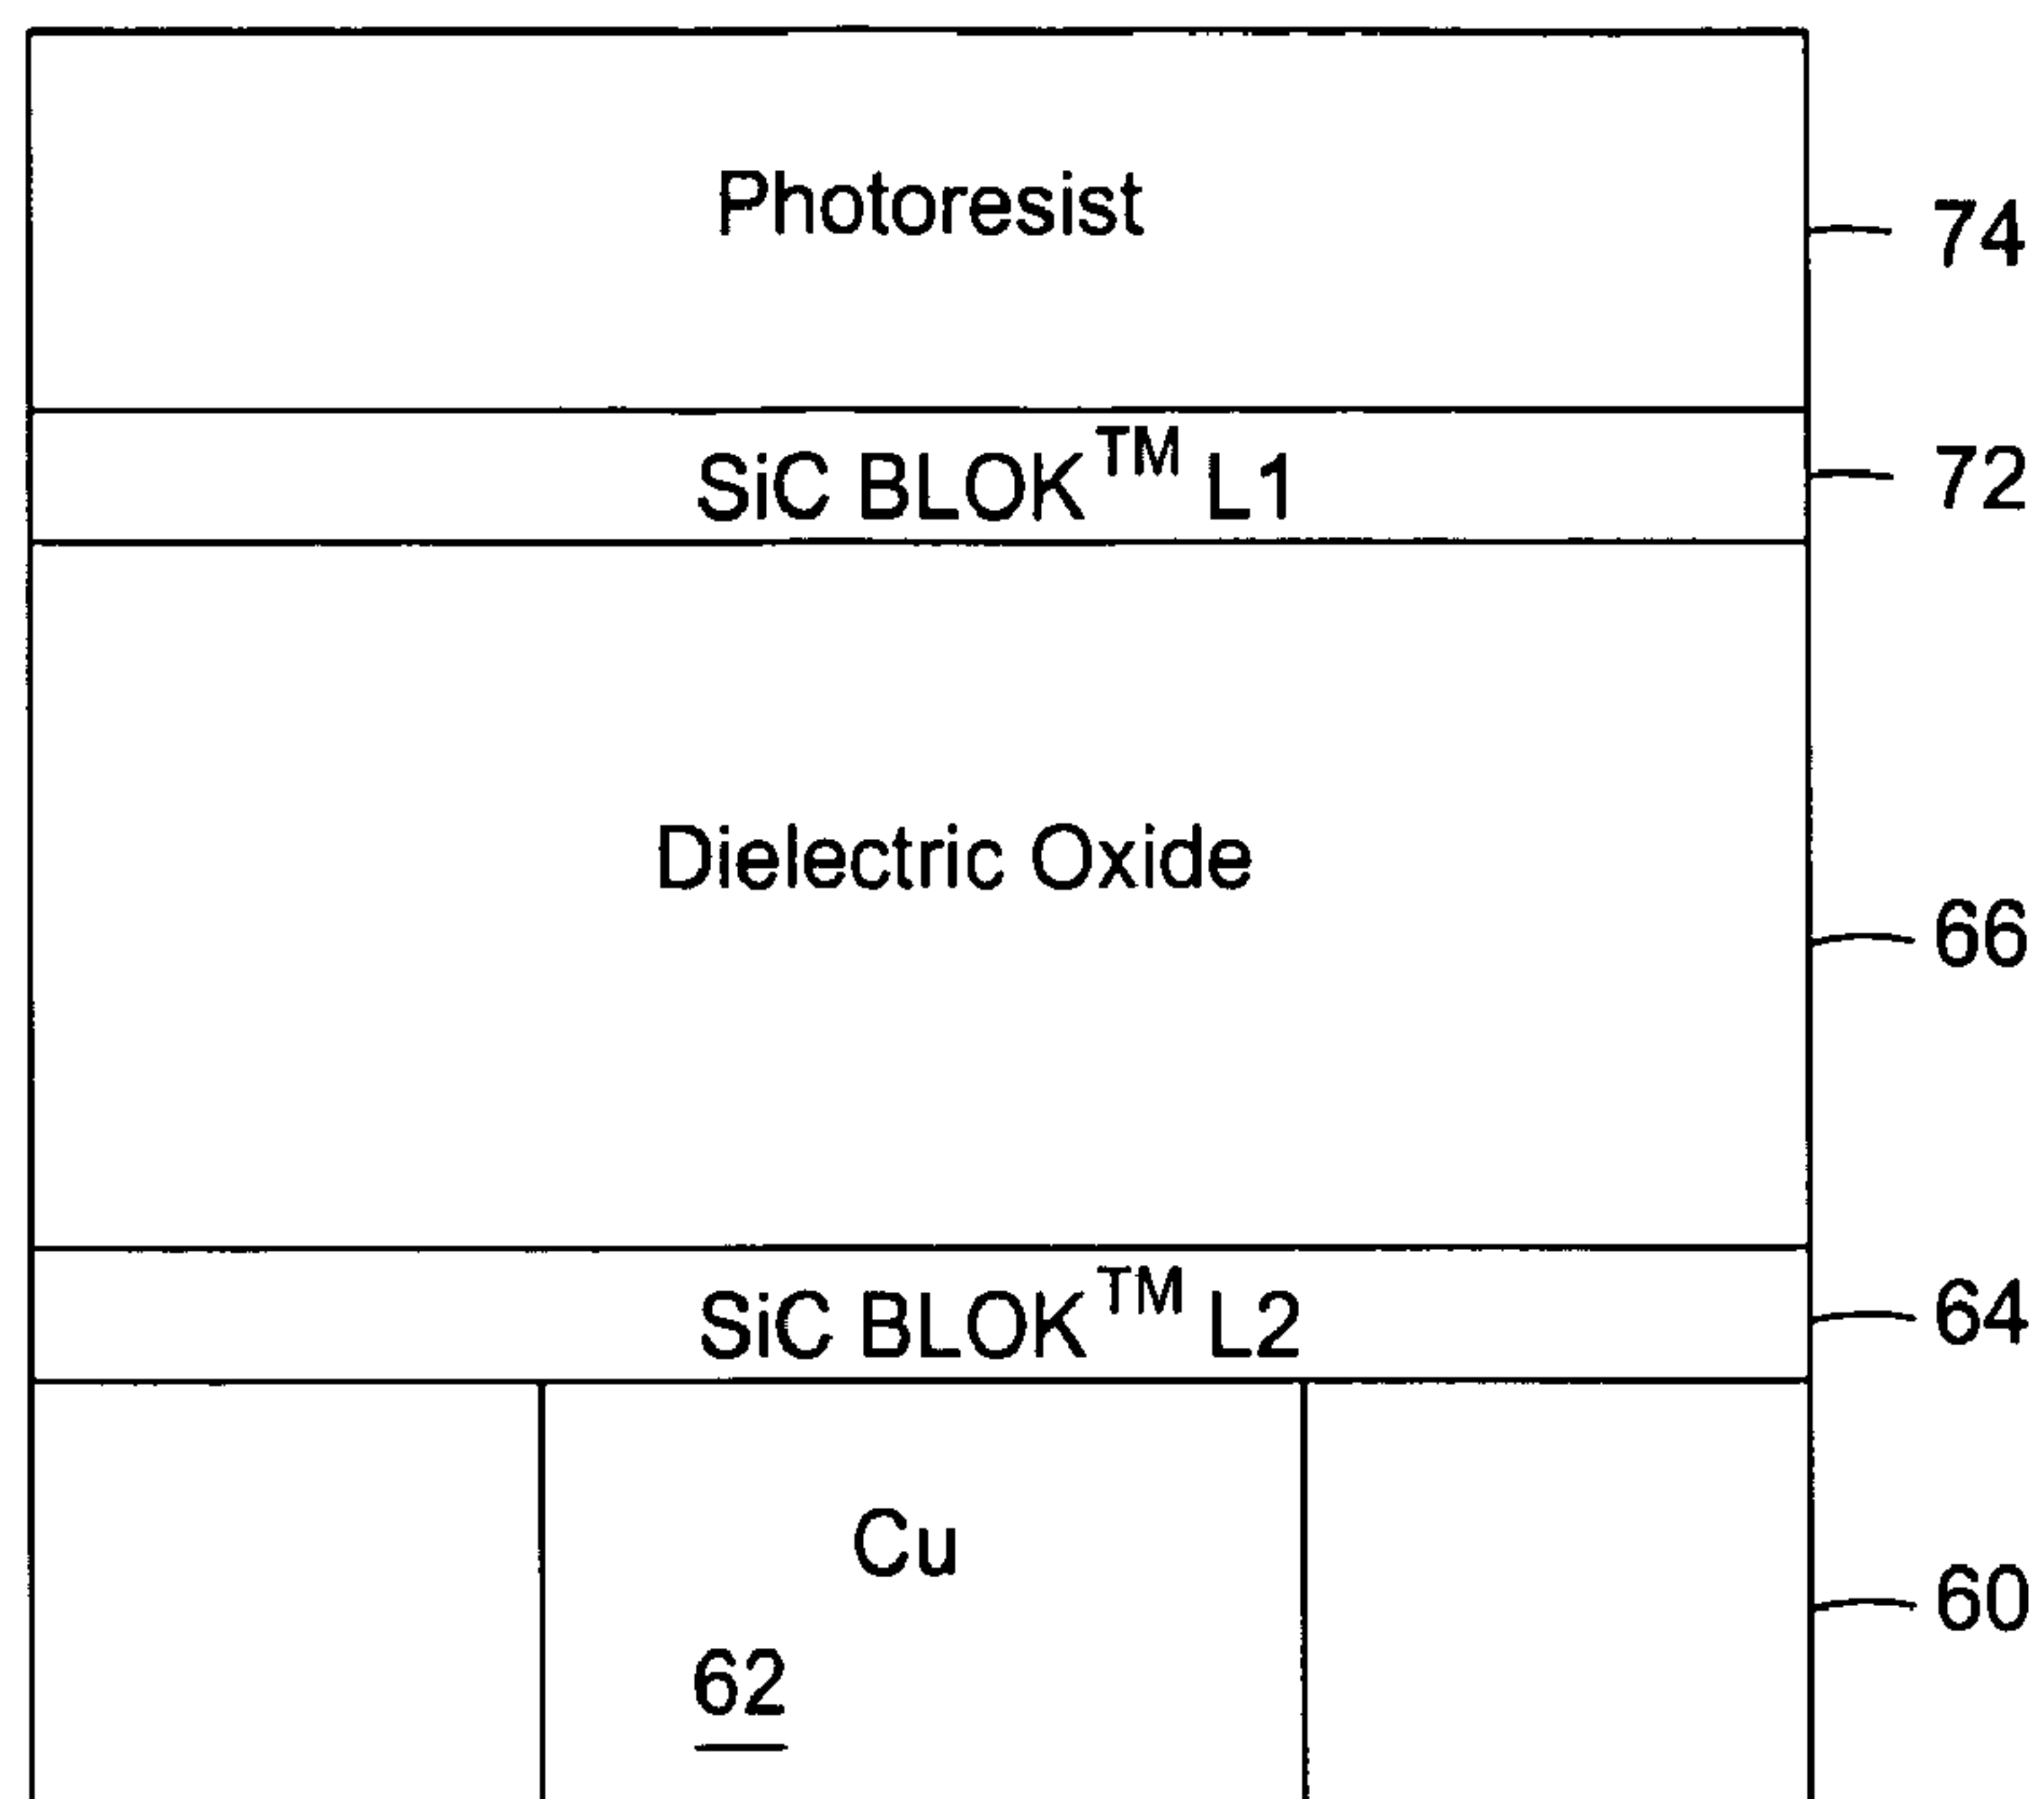 Photoresist
74
SiC BLOK™ L1
72
Dielectric Oxide
66
SiC BLOK™ L2
64
Cu
60
62